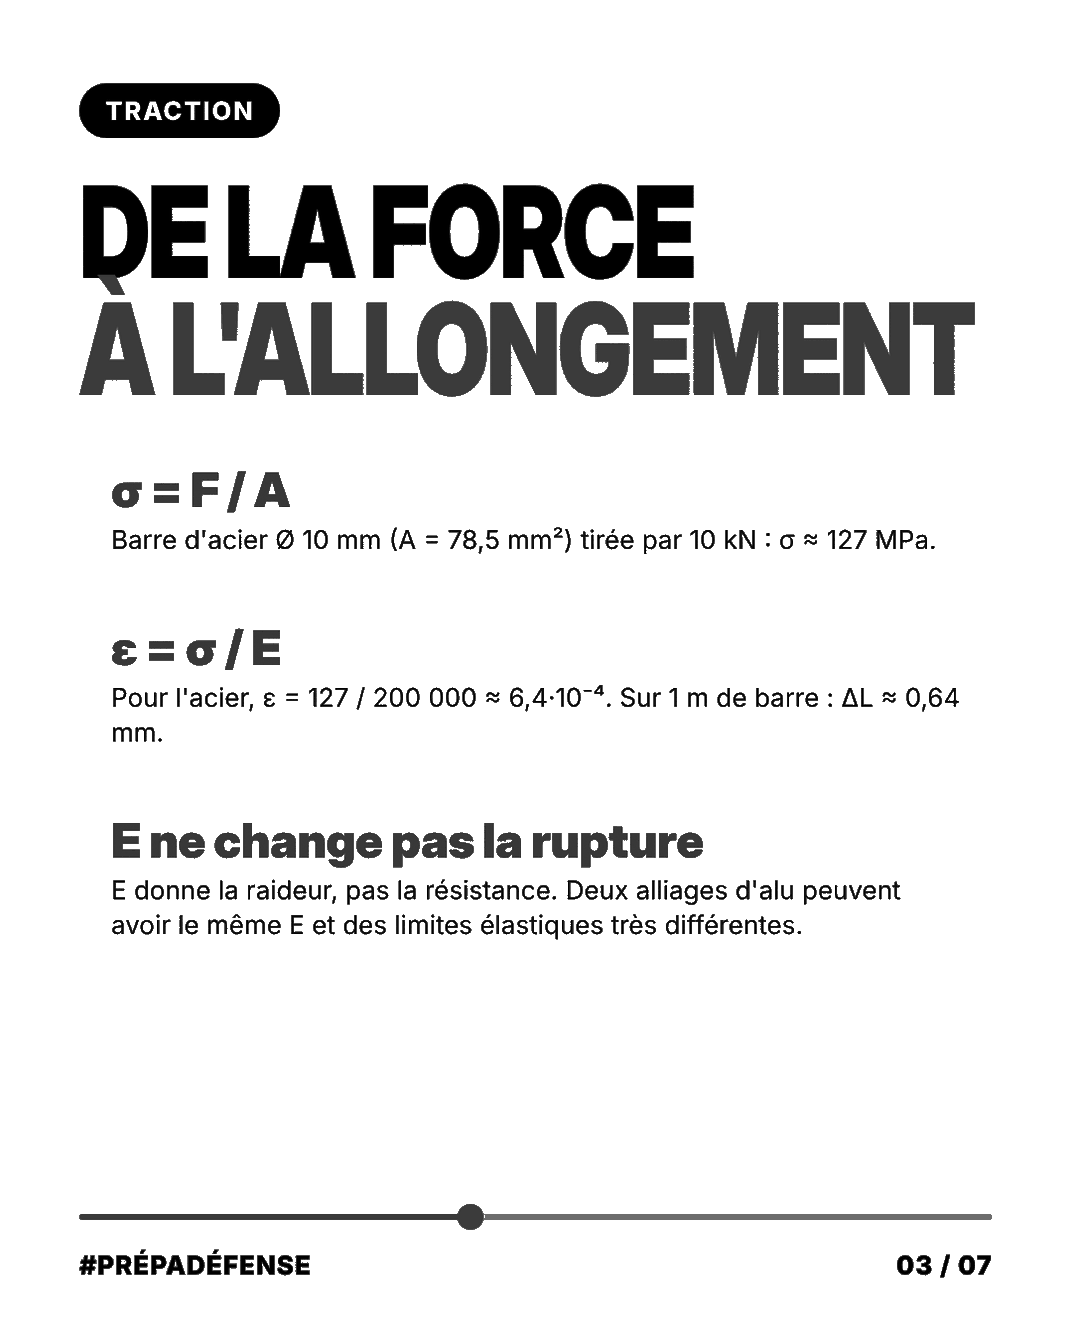 TRACTION
DE LA FORCE
À L'ALLONGEMENT
σ = F / A
Barre d'acier Ø 10 mm (A = 78,5 mm²) tirée par 10 kN : σ ≈ 127 MPa.
ε = σ / E
Pour l'acier, ε = 127 / 200 000 ≈ 6,4·10⁻⁴. Sur 1 m de barre : ΔL ≈ 0,64
mm.
E ne change pas la rupture
E donne la raideur, pas la résistance. Deux alliages d'alu peuvent
avoir le même E et des limites élastiques très différentes.
#PRÉPADÉFENSE
03 / 07